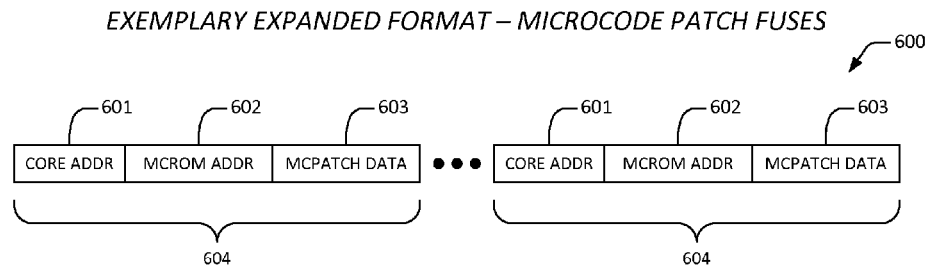 EXEMPLARY EXPANDED FORMAT – MICROCODE PATCH FUSES
600
601 602 603 601 602 603
CORE ADDR MCROM ADDR MCPATCH DATA ●●● CORE ADDR MCROM ADDR MCPATCH DATA
604 604